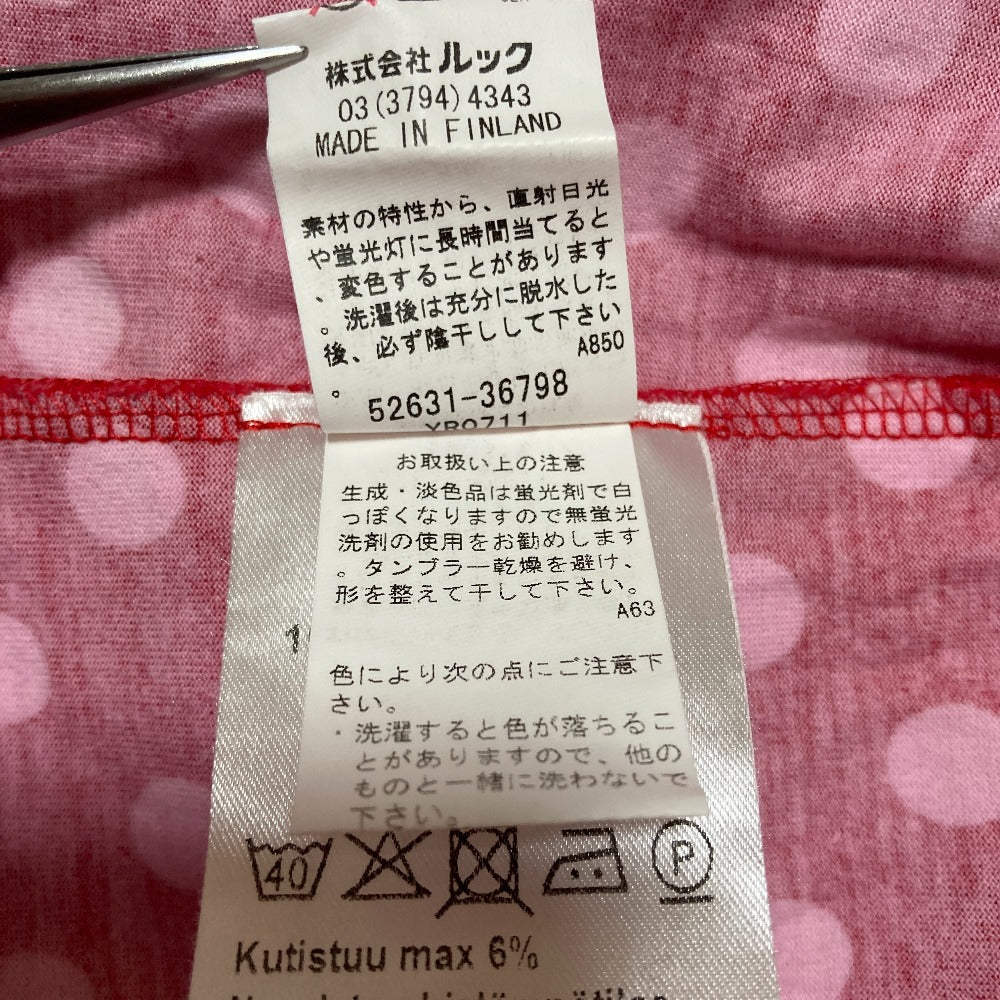 株式会社 ルック
03(3794)4343
MADE IN FINLAND
素材の特性から、直射日光
や蛍光灯に長時間当てると
、変色することがあります
。洗濯後は充分に脱水した
後、必ず陰干しして下さい
。
A850
52631-36798
YR0711
お取扱い上の注意
生成・淡色品は蛍光剤で白
っぽくなりますので無蛍光
洗剤の使用をお勧めします
。タンブラー乾燥を避け、
形を整えて干して下さい。
A63
色により次の点にご注意下
さい。
・洗濯すると色が落ちるこ
とがありますので、他の
ものと一緒に洗わないで
下さい。
40
P
Kutistuu max 6%